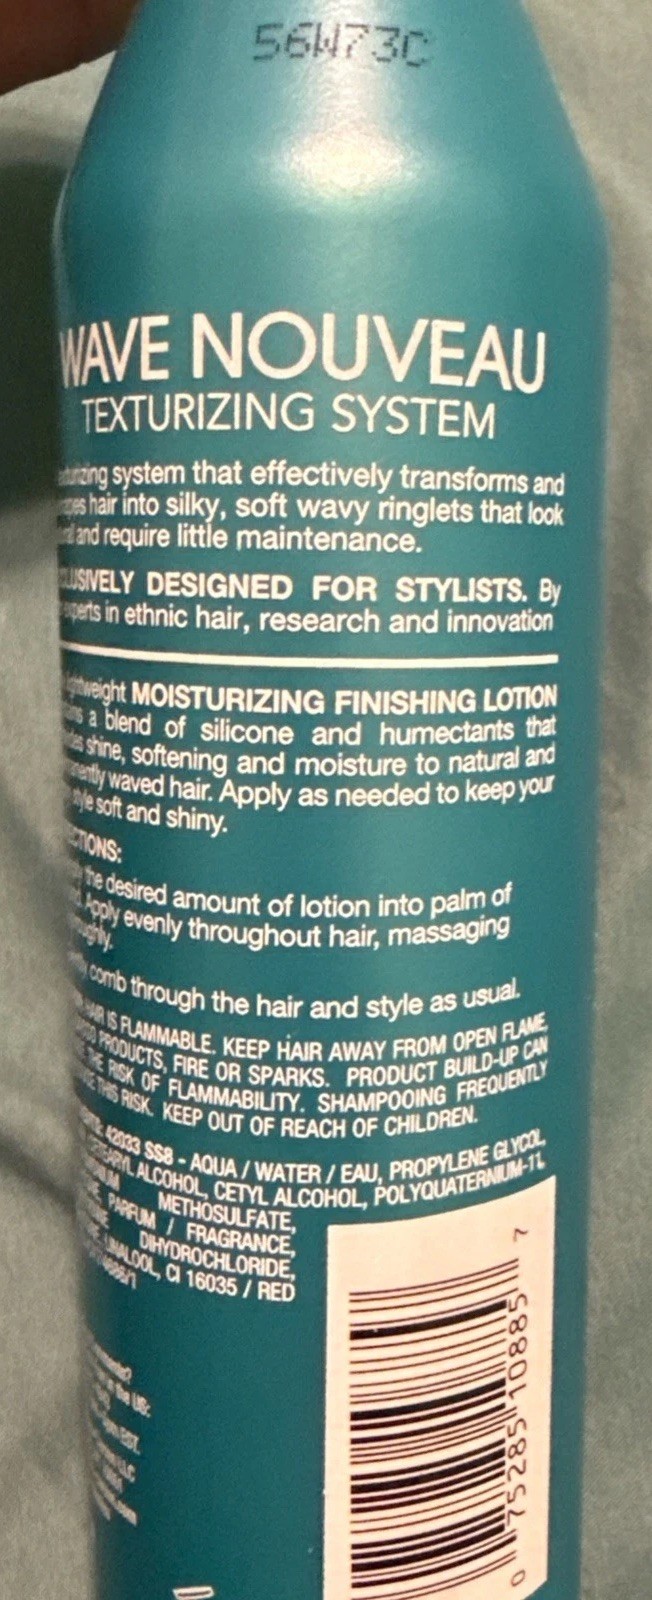 56W73C
WAVE NOUVEAU
TEXTURIZING SYSTEM
system that effectively transforms and
hair into silky, soft wavy ringlets that look
and require little maintenance.
DESIGNED FOR STYLISTS. By
in ethnic hair, research and innovation
MOISTURIZING FINISHING LOTION
a blend of silicone and humectants that
shine, softening and moisture to natural and
waved hair. Apply as needed to keep your
style soft and shiny.
the desired amount of lotion into palm of
Apply evenly throughout hair, massaging
comb through the hair and style as usual.
HAIR IS FLAMMABLE. KEEP HAIR AWAY FROM OPEN FLAME,
PRODUCTS, FIRE OR SPARKS. PRODUCT BUILD-UP CAN
THE RISK OF FLAMMABILITY. SHAMPOOING FREQUENTLY
THIS RISK. KEEP OUT OF REACH OF CHILDREN.
42033 SS8 - AQUA / WATER / EAU, PROPYLENE GLYCOL,
ALCOHOL, CETYL ALCOHOL, POLYQUATERNIUM-11,
METHOSULFATE,
PARFUM / FRAGRANCE,
DIHYDROCHLORIDE,
LINALOOL, CI 16035 / RED
the US:
EST.
LLC
0 75285 10885 7